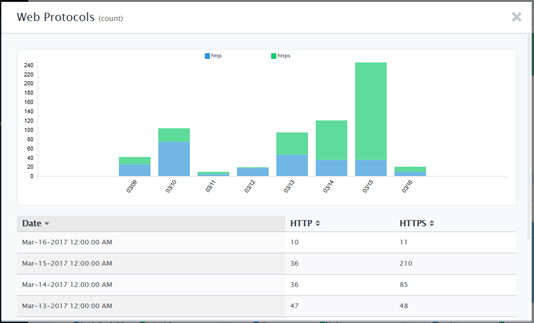 Web Protocols (count)
http https
240
220
200
180
160
140
120
100
80
60
40
20
0
03/09 03/10 03/11 03/12 03/13 03/14 03/15 03/16
Date HTTP HTTPS
Mar-16-2017 12:00:00 AM 10 11
Mar-15-2017 12:00:00 AM 36 210
Mar-14-2017 12:00:00 AM 36 85
Mar-13-2017 12:00:00 AM 47 48